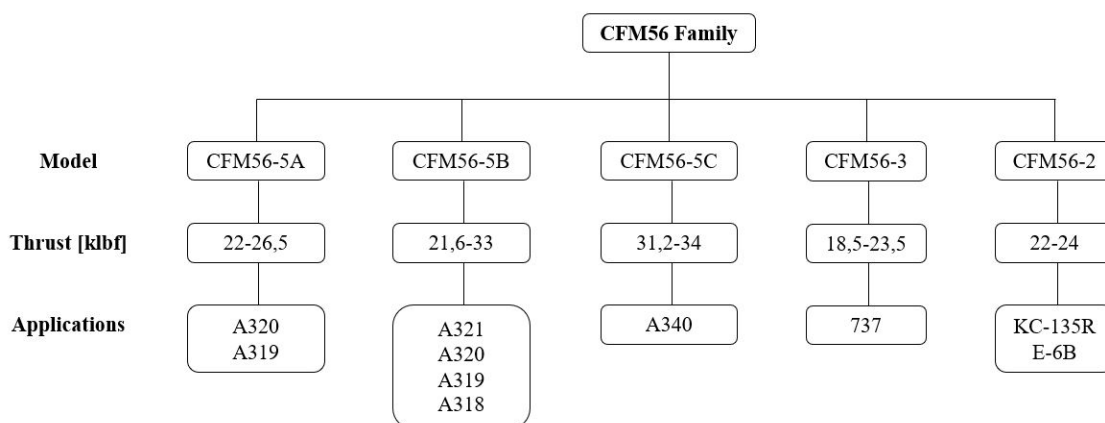 CFM56 Family
Model
CFM56-5A
CFM56-5B
CFM56-5C
CFM56-3
CFM56-2
Thrust [klbf]
22-26,5
21,6-33
31,2-34
18,5-23,5
22-24
Applications
A320
A319
A321
A320
A319
A318
A340
737
KC-135R
E-6B